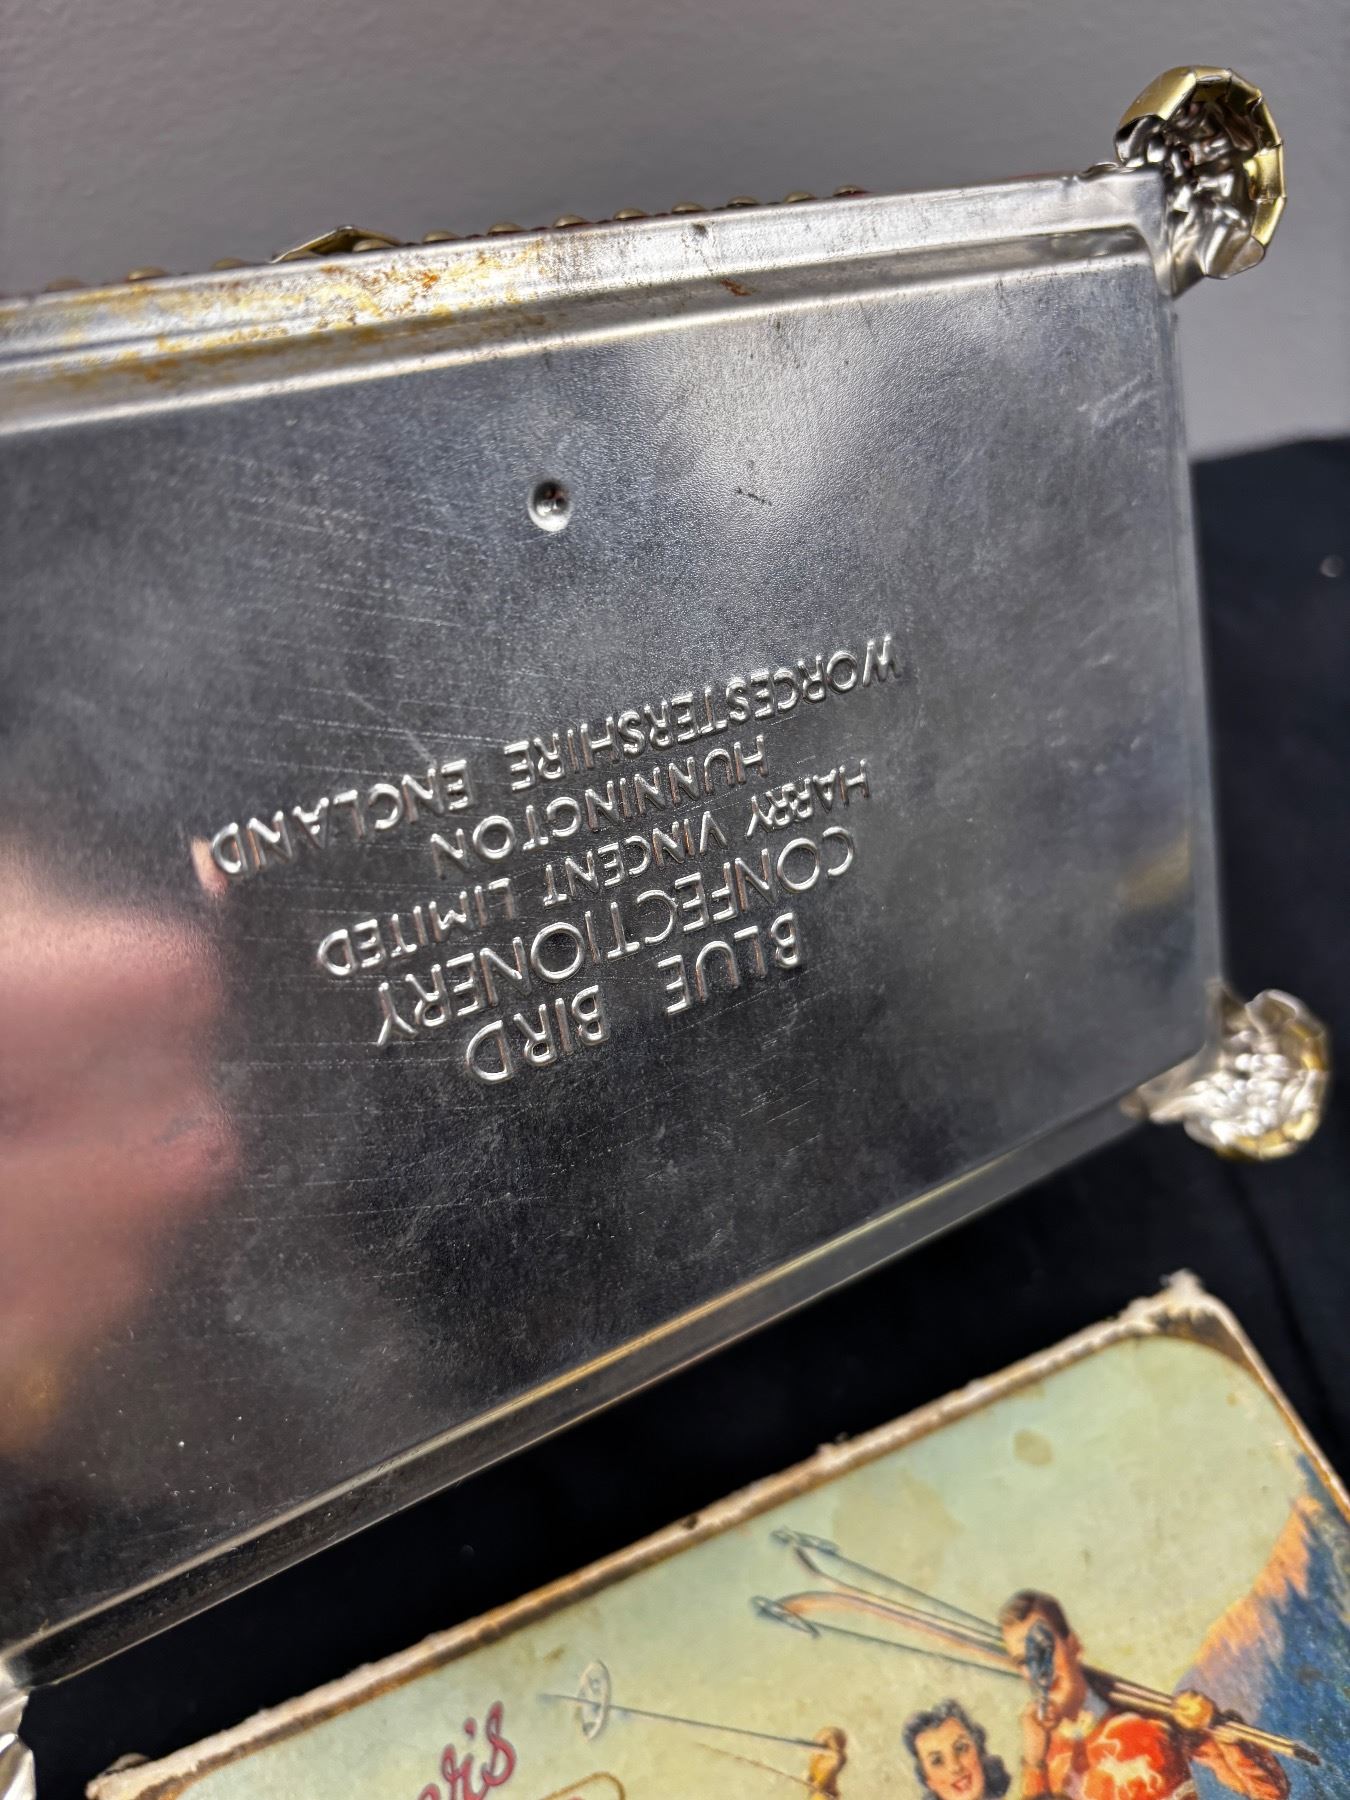 BLUE BIRD
CONFECTIONERY
HARRY VINCENT LIMITED
HUNNINGTON
WORCESTERSHIRE ENGLAND